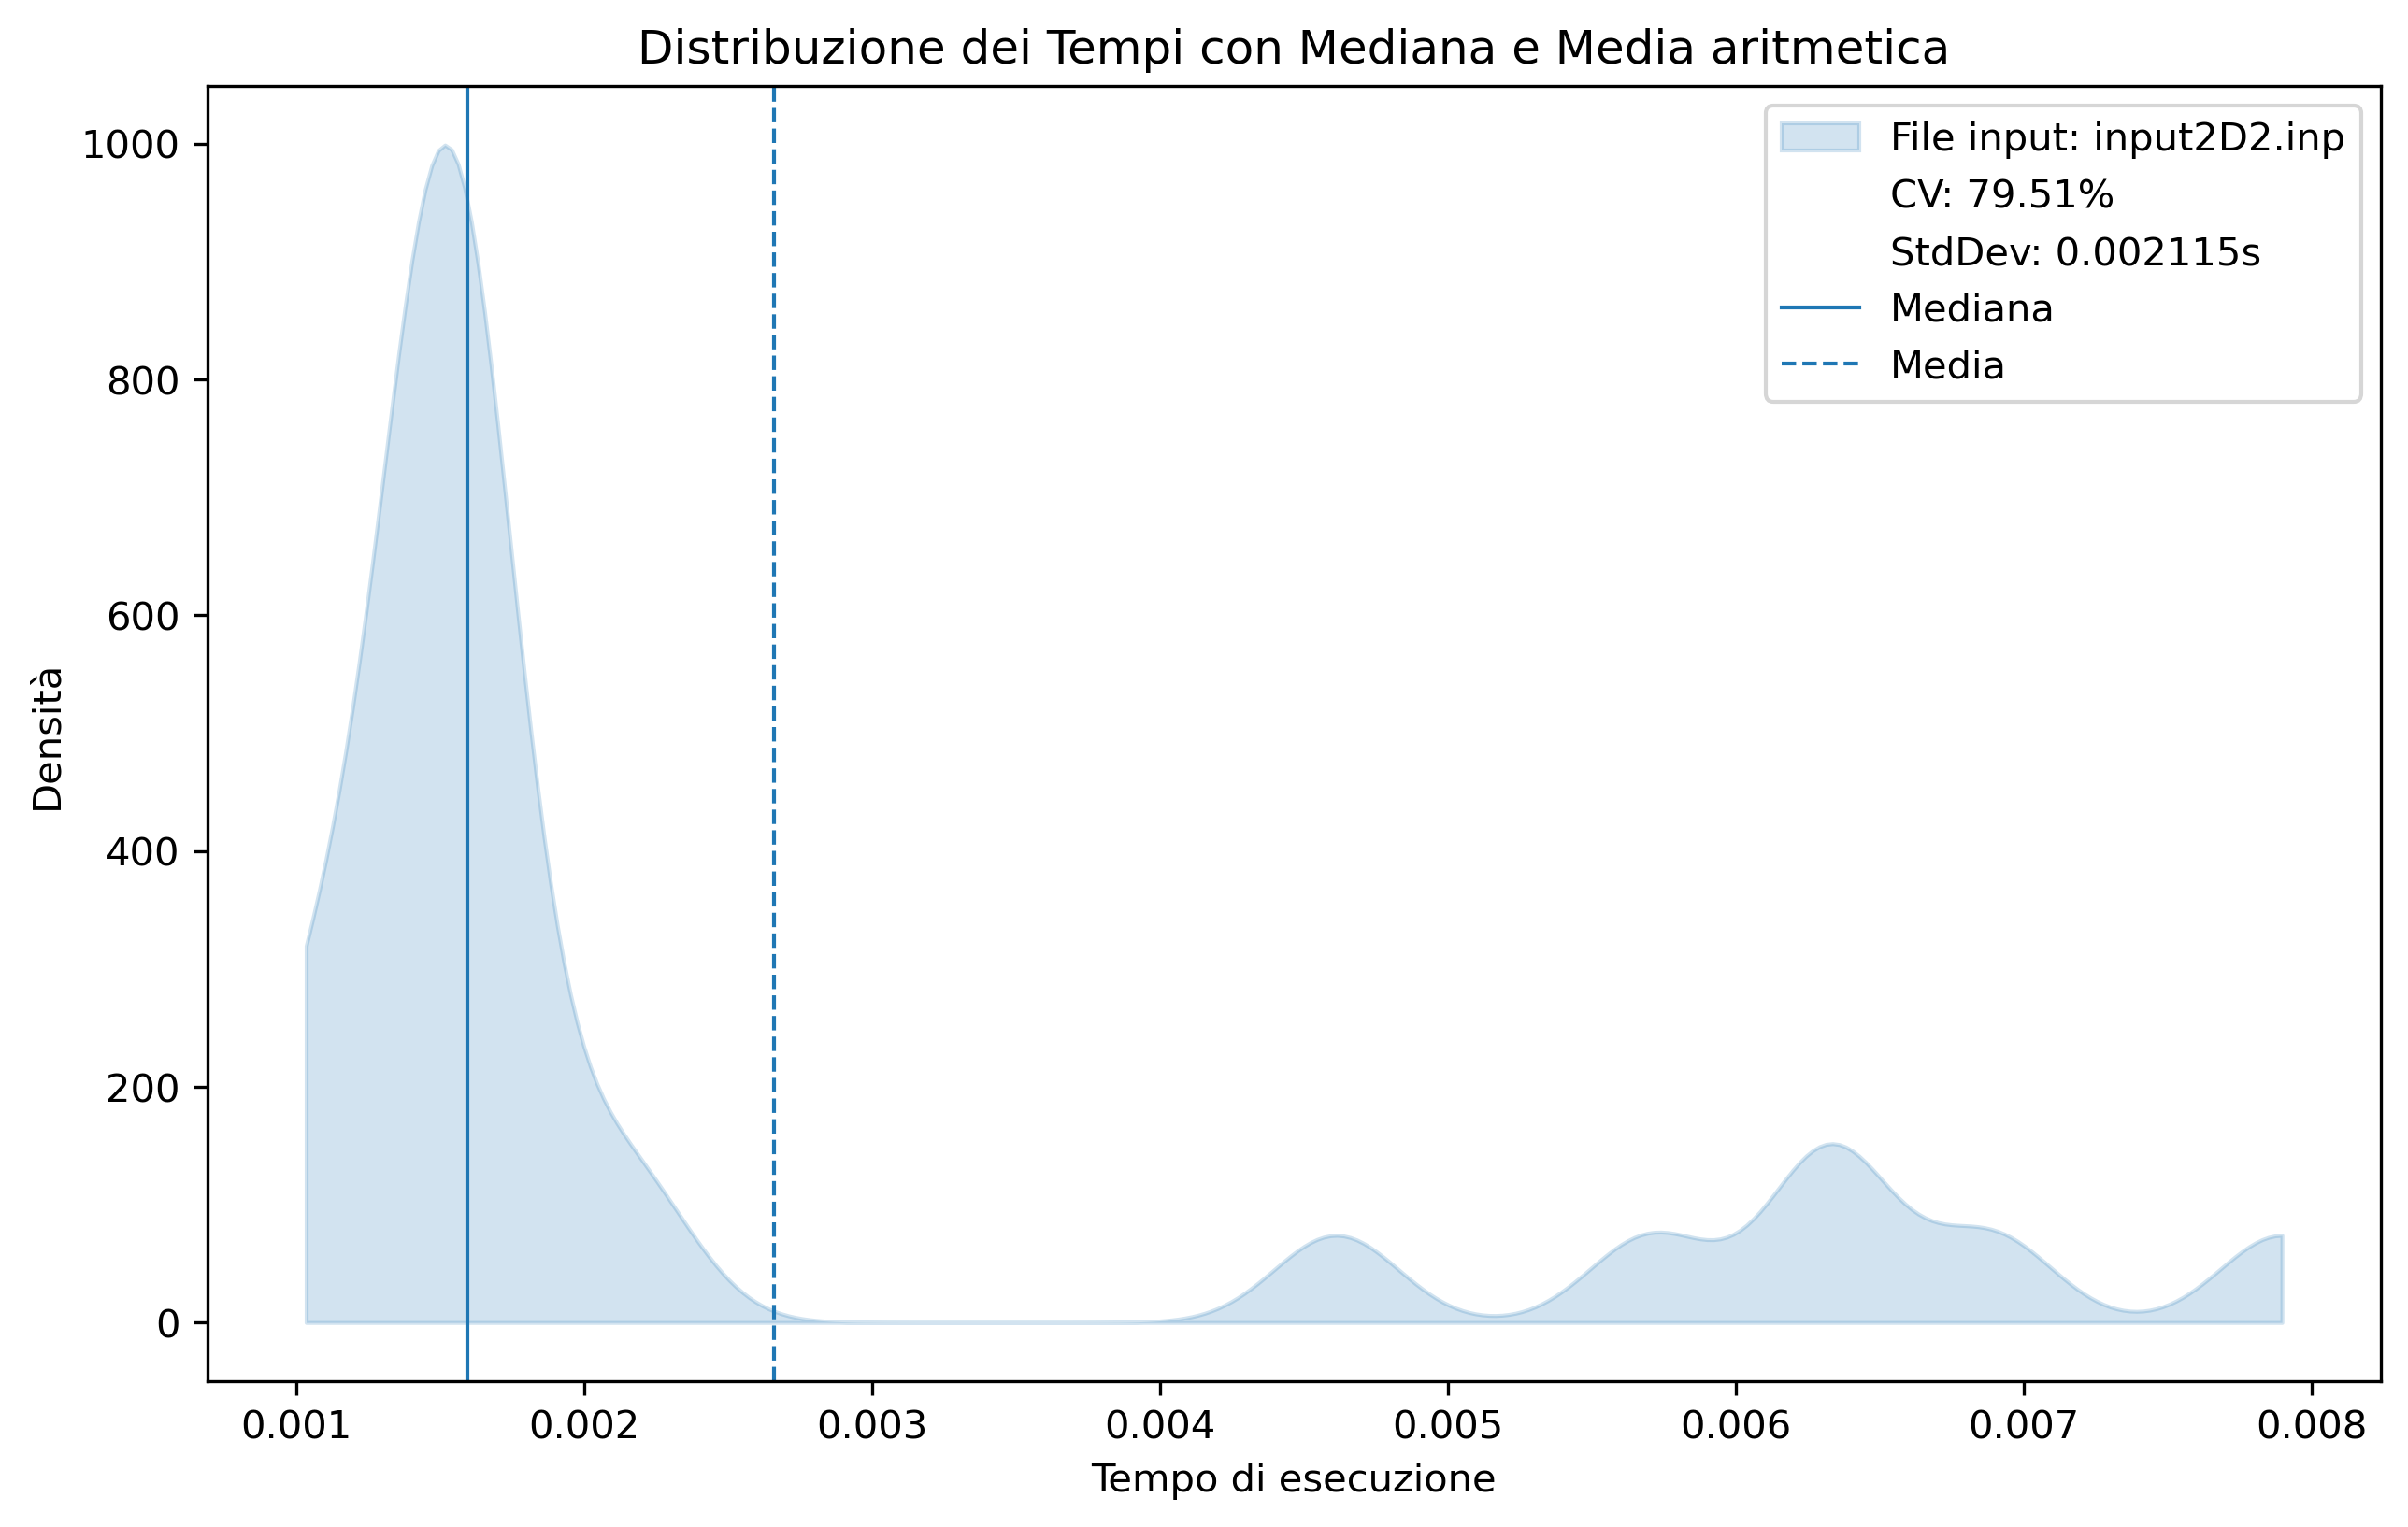 Distribuzione dei Tempi con Mediana e Media aritmetica
File input: input2D2.inp
CV: 79.51%
StdDev: 0.002115s
Mediana
Media
Densità
1000
800
600
400
200
0
0.001 0.002 0.003 0.004 0.005 0.006 0.007 0.008
Tempo di esecuzione